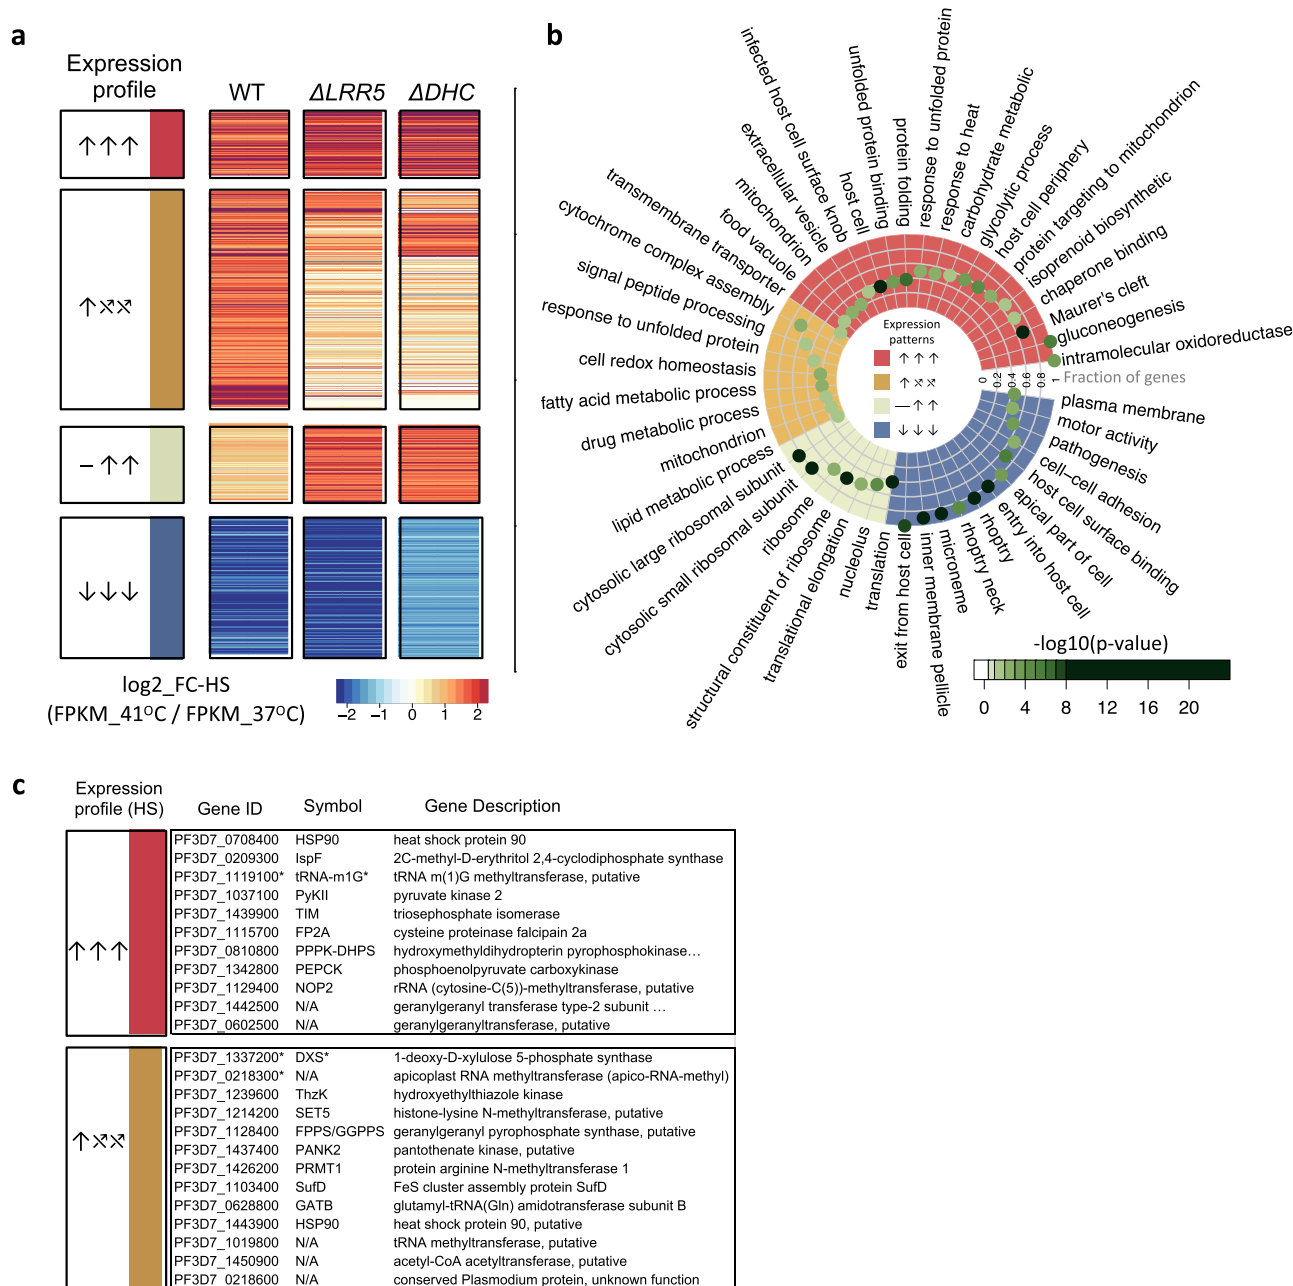 a
Expression
profile
WT
ΔLRR5
ΔDHC
↑↑↑
↑⤨⤨
– ↑↑
↓↓↓
log2_FC-HS
(FPKM_41⁰C / FPKM_37⁰C)
−2 −1 0 1 2
b
lipid metabolic process
mitochondrion
drug metabolic process
fatty acid metabolic process
cell redox homeostasis
response to unfolded protein
signal peptide processing
cytochrome complex assembly
transmembrane transporter
food vacuole
mitochondrion
extracellular vesicle
infected host cell surface knob
host cell
unfolded protein binding
protein folding
response to unfolded protein
response to heat
carbohydrate metabolic
glycolytic process
host cell periphery
protein targeting to mitochondrion
isoprenoid biosynthetic
chaperone binding
Maurer's cleft
gluconeogenesis
intramolecular oxidoreductase
0 0.2 0.4 0.6 0.8 1
Fraction of genes
plasma membrane
motor activity
pathogenesis
cell−cell adhesion
host cell surface binding
apical part of cell
entry into host cell
rhoptry
rhoptry neck
microneme
inner membrane pellicle
exit from host cell
translation
nucleolus
translational elongation
structural constituent of ribosome
ribosome
cytosolic small ribosomal subunit
cytosolic large ribosomal subunit
Expression
patterns
↑ ↑ ↑
↑ ⤨ ⤨
— ↑ ↑
↓ ↓ ↓
-log10(p-value)
0 4 8 12 16 20
c
Expression
profile (HS)
Gene ID Symbol Gene Description
↑↑↑
PF3D7_0708400 HSP90 heat shock protein 90
PF3D7_0209300 IspF 2C-methyl-D-erythritol 2,4-cyclodiphosphate synthase
PF3D7_1119100* tRNA-m1G* tRNA m(1)G methyltransferase, putative
PF3D7_1037100 PyKII pyruvate kinase 2
PF3D7_1439900 TIM triosephosphate isomerase
PF3D7_1115700 FP2A cysteine proteinase falcipain 2a
PF3D7_0810800 PPPK-DHPS hydroxymethyldihydropterin pyrophosphokinase…
PF3D7_1342800 PEPCK phosphoenolpyruvate carboxykinase
PF3D7_1129400 NOP2 rRNA (cytosine-C(5))-methyltransferase, putative
PF3D7_1442500 N/A geranylgeranyl transferase type-2 subunit …
PF3D7_0602500 N/A geranylgeranyltransferase, putative
↑⤨⤨
PF3D7_1337200* DXS* 1-deoxy-D-xylulose 5-phosphate synthase
PF3D7_0218300* N/A apicoplast RNA methyltransferase (apico-RNA-methyl)
PF3D7_1239600 ThzK hydroxyethylthiazole kinase
PF3D7_1214200 SET5 histone-lysine N-methyltransferase, putative
PF3D7_1128400 FPPS/GGPPS geranylgeranyl pyrophosphate synthase, putative
PF3D7_1437400 PANK2 pantothenate kinase, putative
PF3D7_1426200 PRMT1 protein arginine N-methyltransferase 1
PF3D7_1103400 SufD FeS cluster assembly protein SufD
PF3D7_0628800 GATB glutamyl-tRNA(Gln) amidotransferase subunit B
PF3D7_1443900 HSP90 heat shock protein 90, putative
PF3D7_1019800 N/A tRNA methyltransferase, putative
PF3D7_1450900 N/A acetyl-CoA acetyltransferase, putative
PF3D7_0218600 N/A conserved Plasmodium protein, unknown function